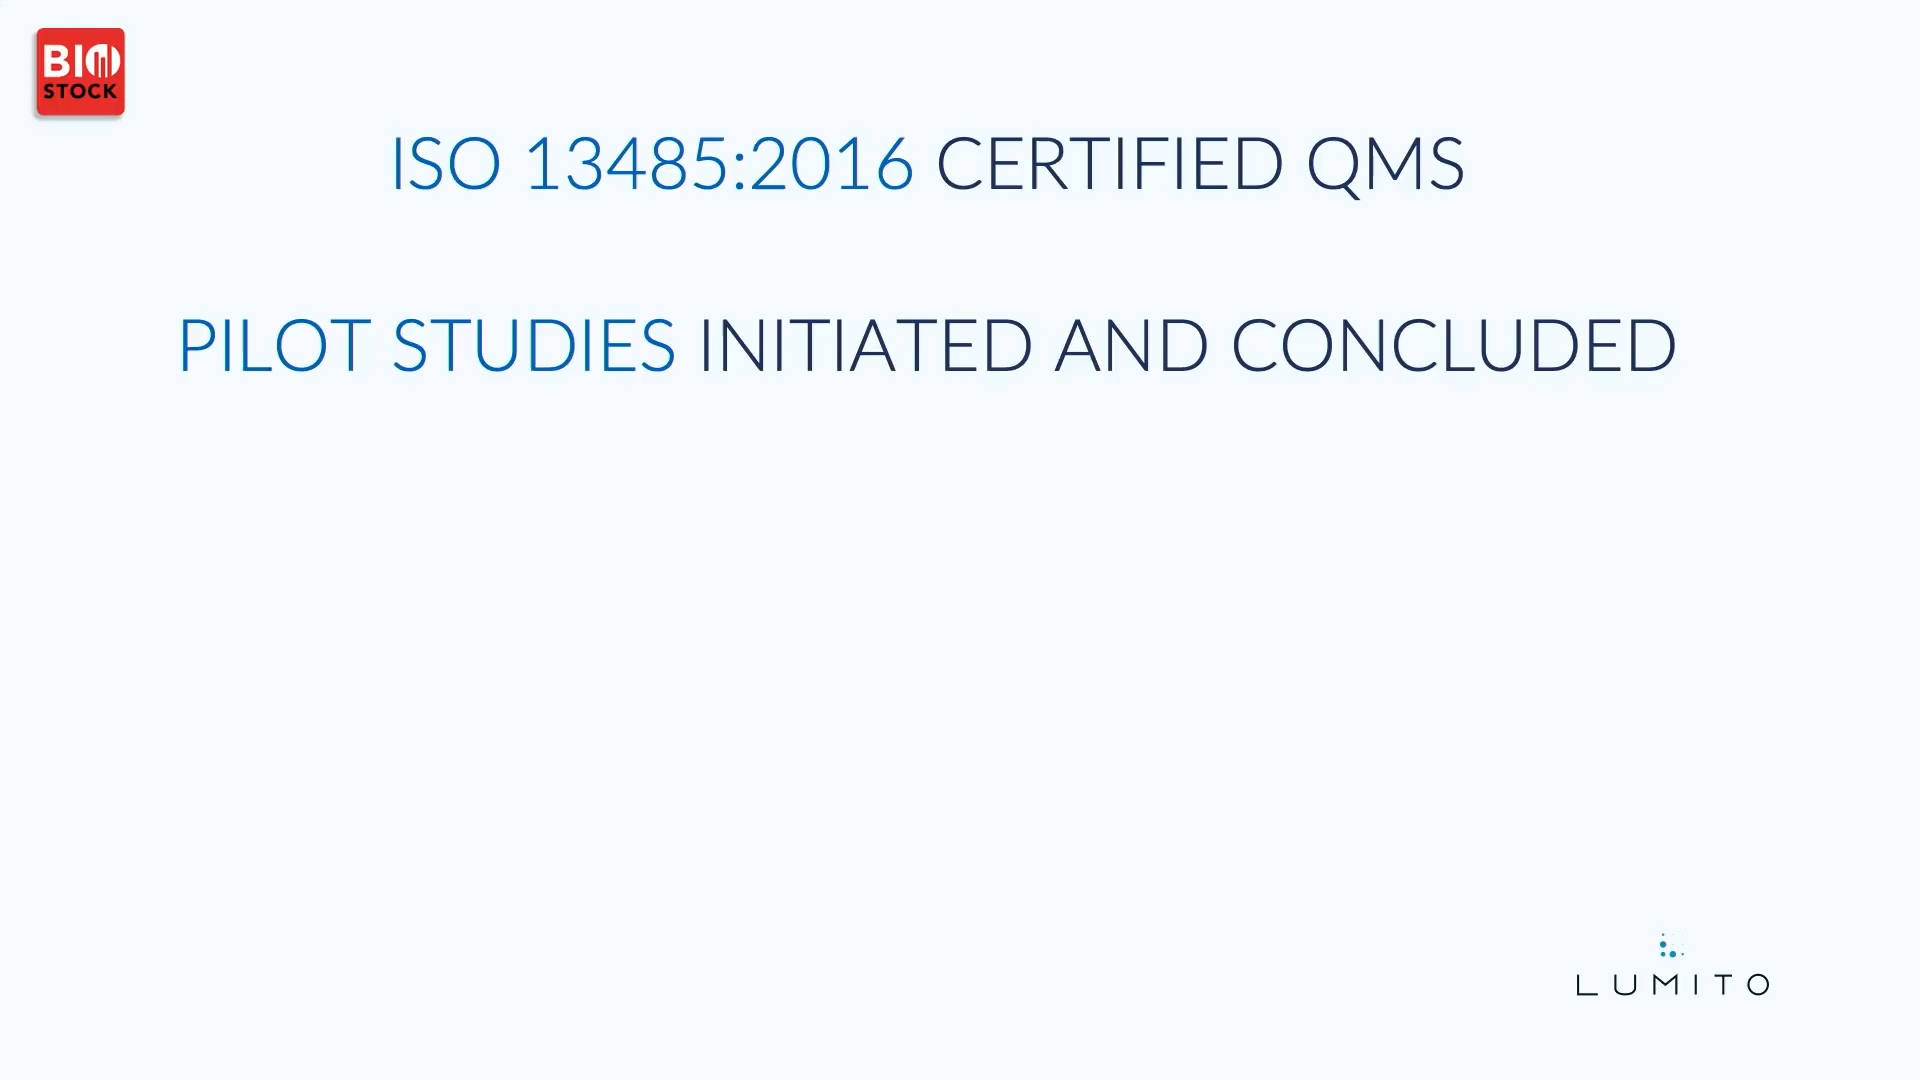 BIO
STOCK
ISO 13485:2016 CERTIFIED QMS
PILOT STUDIES INITIATED AND CONCLUDED
LUMITO